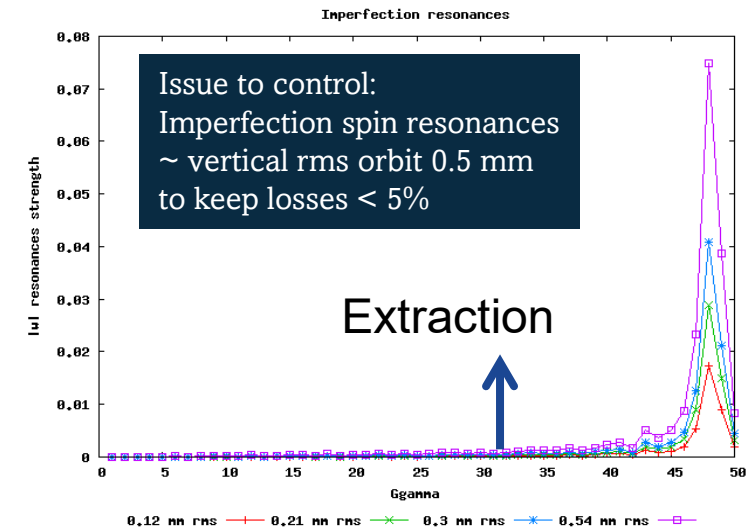 Imperfection resonances
0.08
0.07
0.06
0.05
0.04
0.03
0.02
0.01
0
|w| resonances strength
Issue to control:
Imperfection spin resonances
~ vertical rms orbit 0.5 mm
to keep losses < 5%
Extraction
0 5 10 15 20 25 30 35 40 45 50
Ggamma
0.12 mm rms 0.21 mm rms 0.3 mm rms 0.54 mm rms